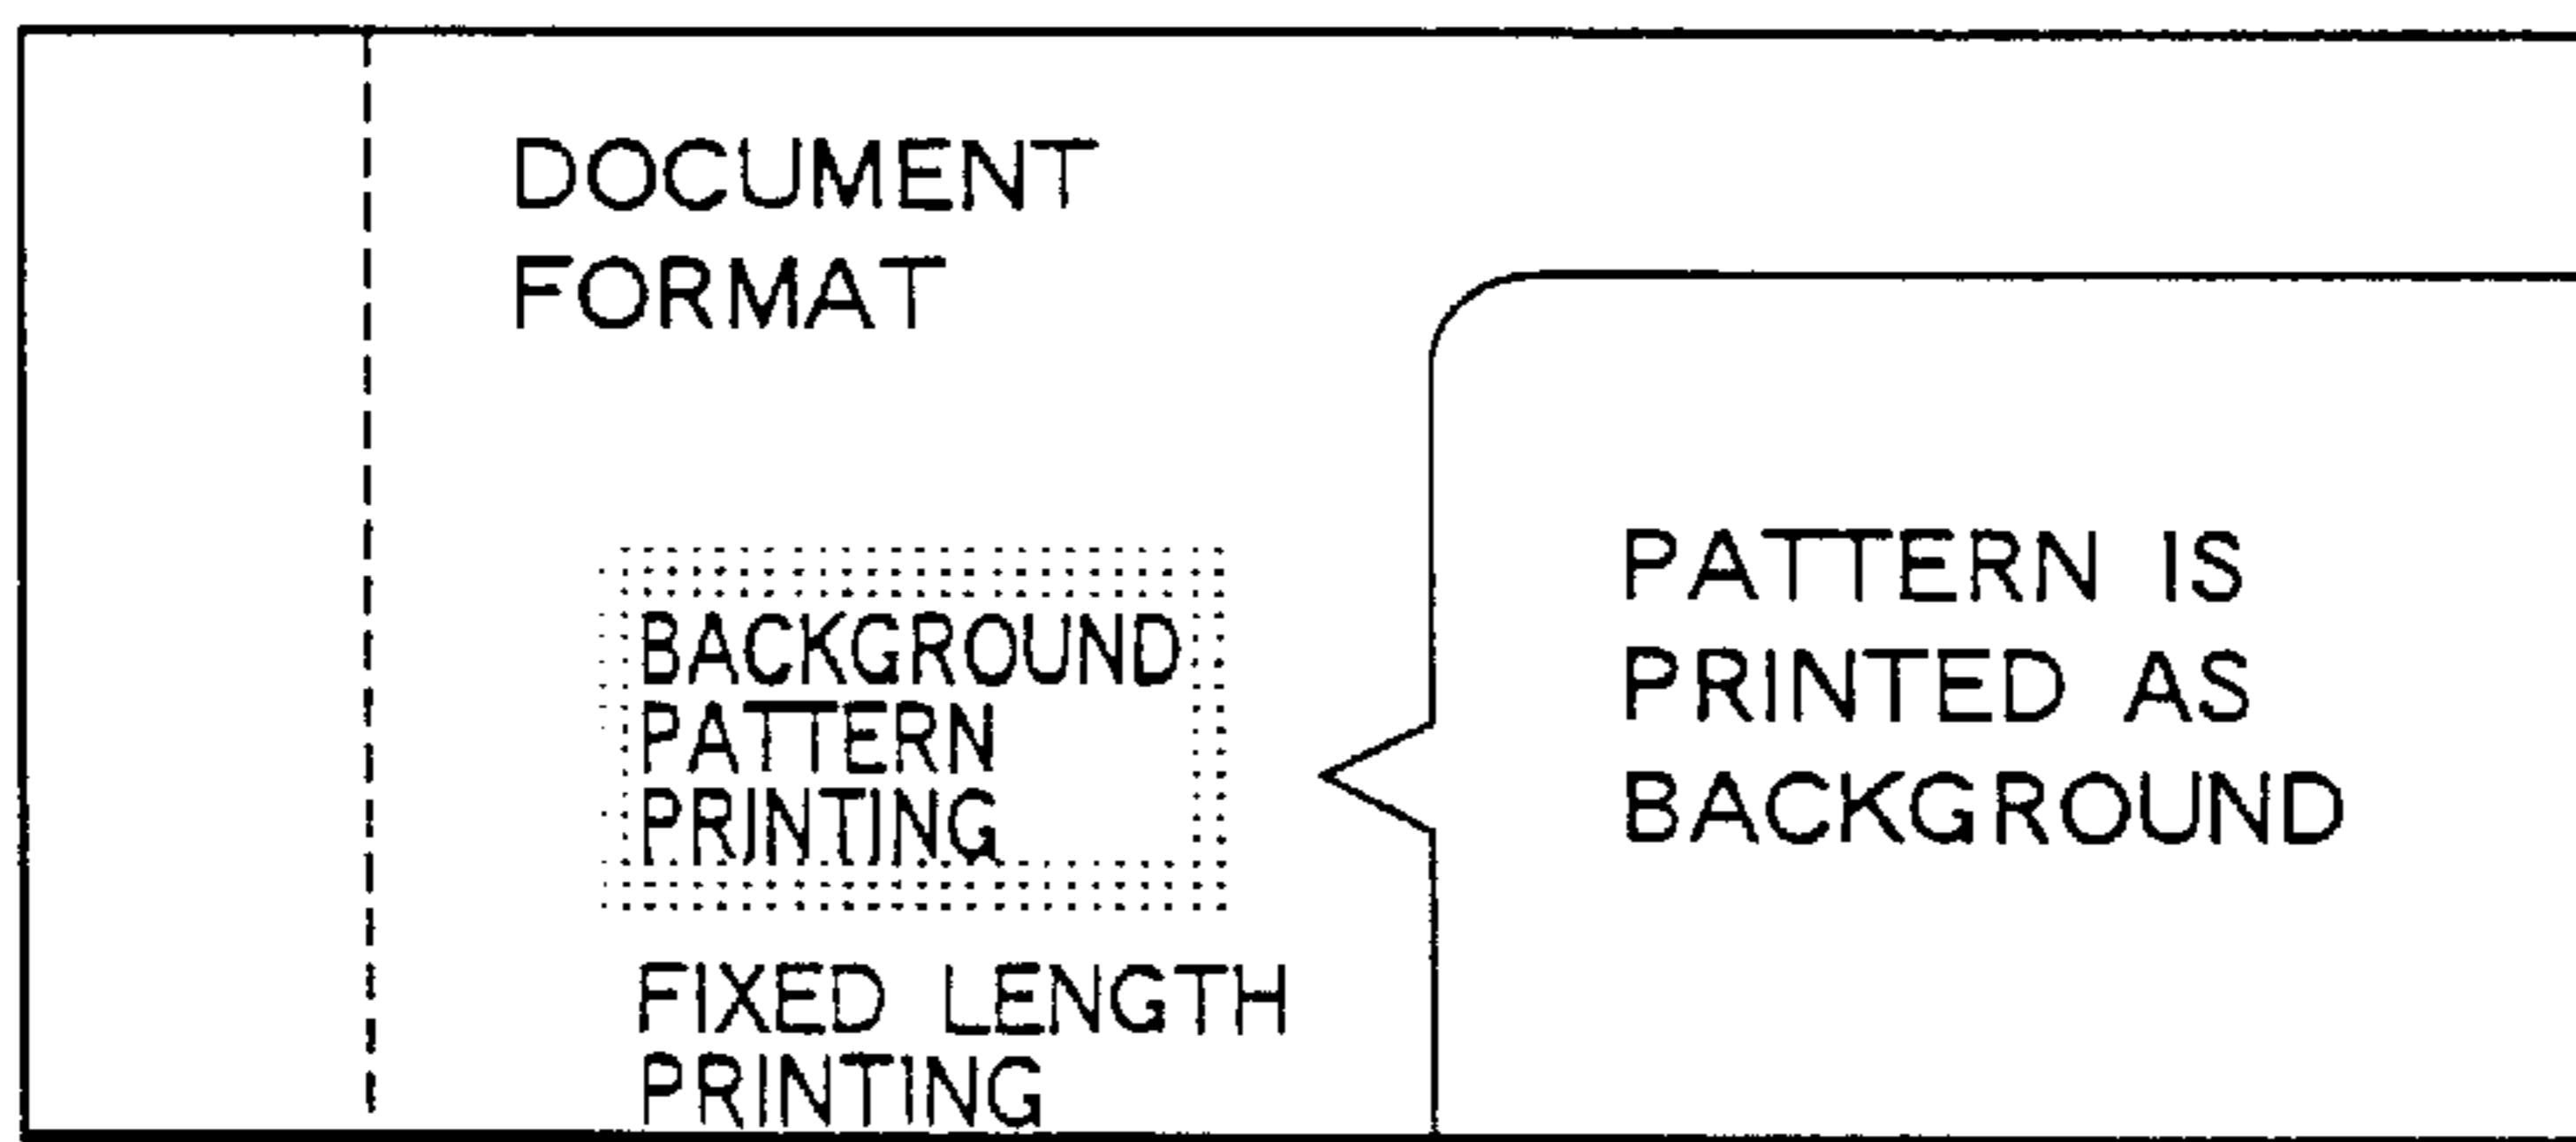 DOCUMENT
FORMAT
BACKGROUND
PATTERN
PRINTING
FIXED LENGTH
PRINTING
PATTERN IS
PRINTED AS
BACKGROUND